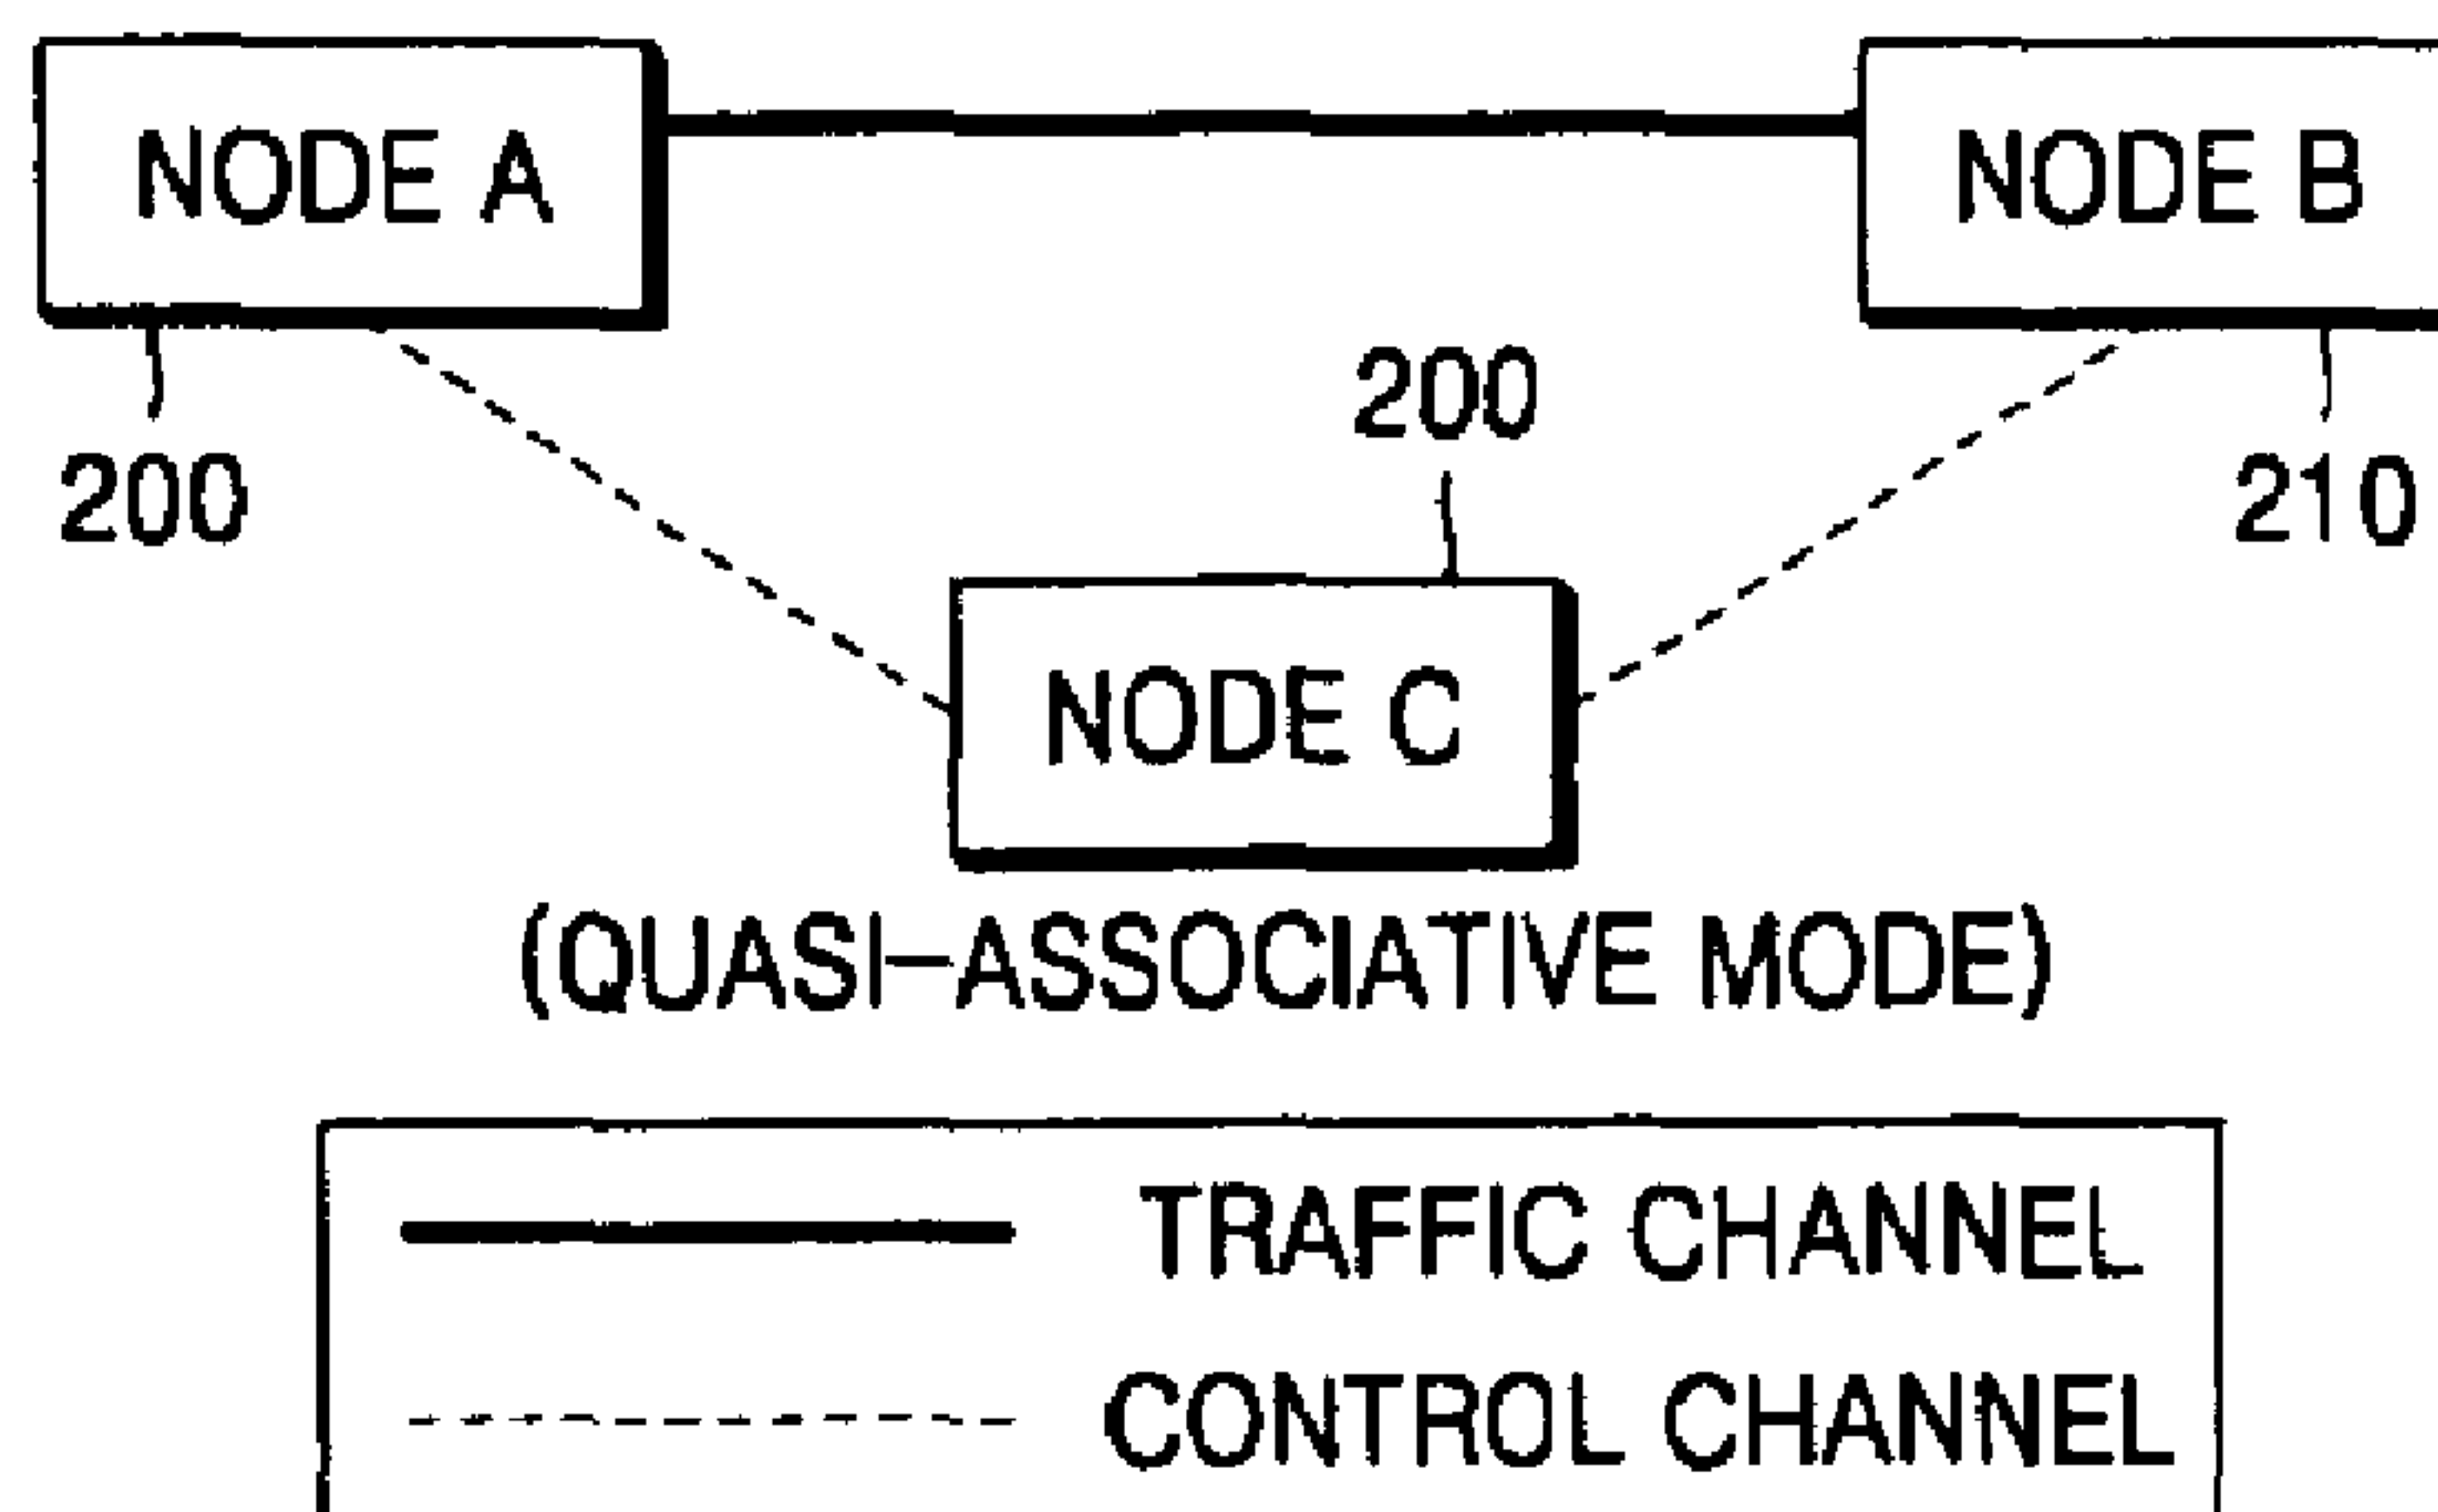 NODE A
NODE B
200
200
210
NODE C
(QUASI-ASSOCIATIVE MODE)
TRAFFIC CHANNEL
CONTROL CHANNEL